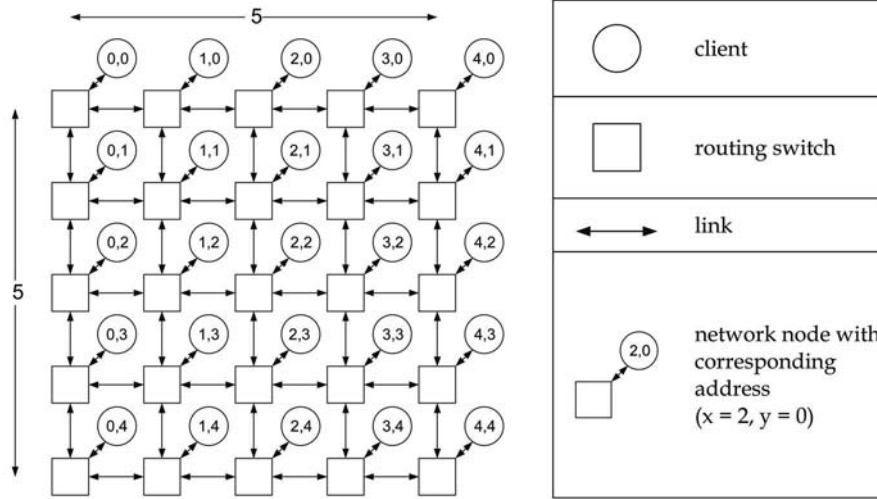 5
0,0 1,0 2,0 3,0 4,0
0,1 1,1 2,1 3,1 4,1
0,2 1,2 2,2 3,2 4,2
5
0,3 1,3 2,3 3,3 4,3
0,4 1,4 2,4 3,4 4,4
client
routing switch
link
2,0
network node with
corresponding
address
(x = 2, y = 0)